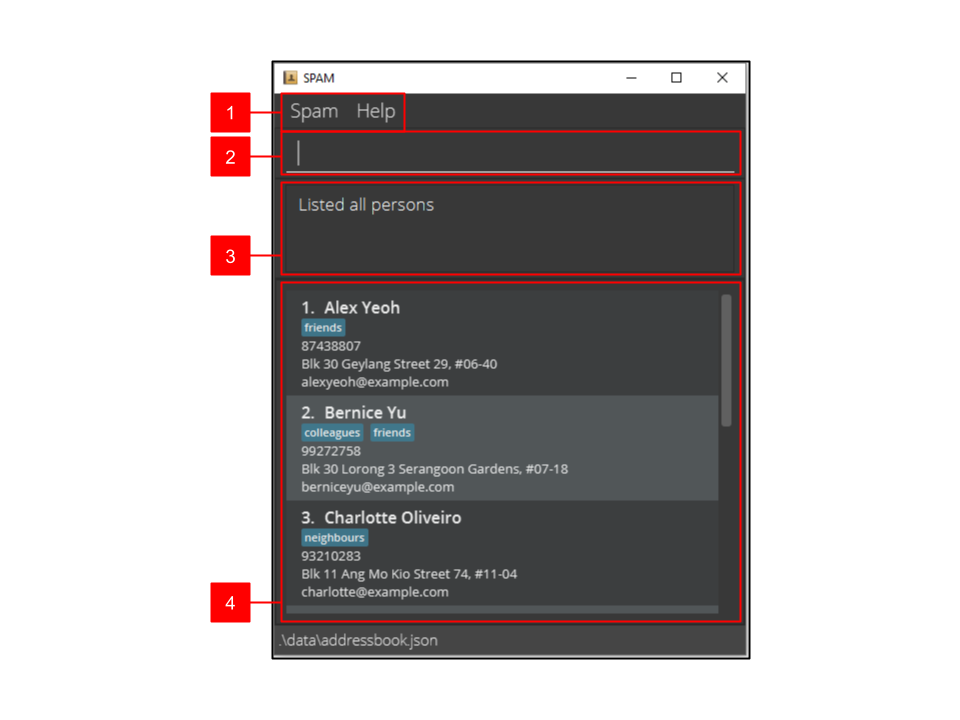 SPAM
1
Spam Help
2
Listed all persons
3
1. Alex Yeoh
friends
87438807
Blk 30 Geylang Street 29, #06-40
alexyeoh@example.com
2. Bernice Yu
colleagues friends
99272758
Blk 30 Lorong 3 Serangoon Gardens, #07-18
berniceyu@example.com
3. Charlotte Oliveiro
neighbours
93210283
Blk 11 Ang Mo Kio Street 74, #11-04
charlotte@example.com
4
.\data\addressbook.json